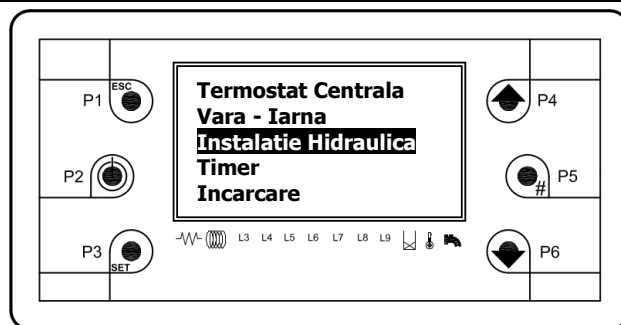 ESC
P1
P2
P3
SET
Termostat Centrala
Vara - Iarna
Instalatie Hidraulica
Timer
Incarcare
L3 L4 L5 L6 L7 L8 L9
P4
P5
#
P6